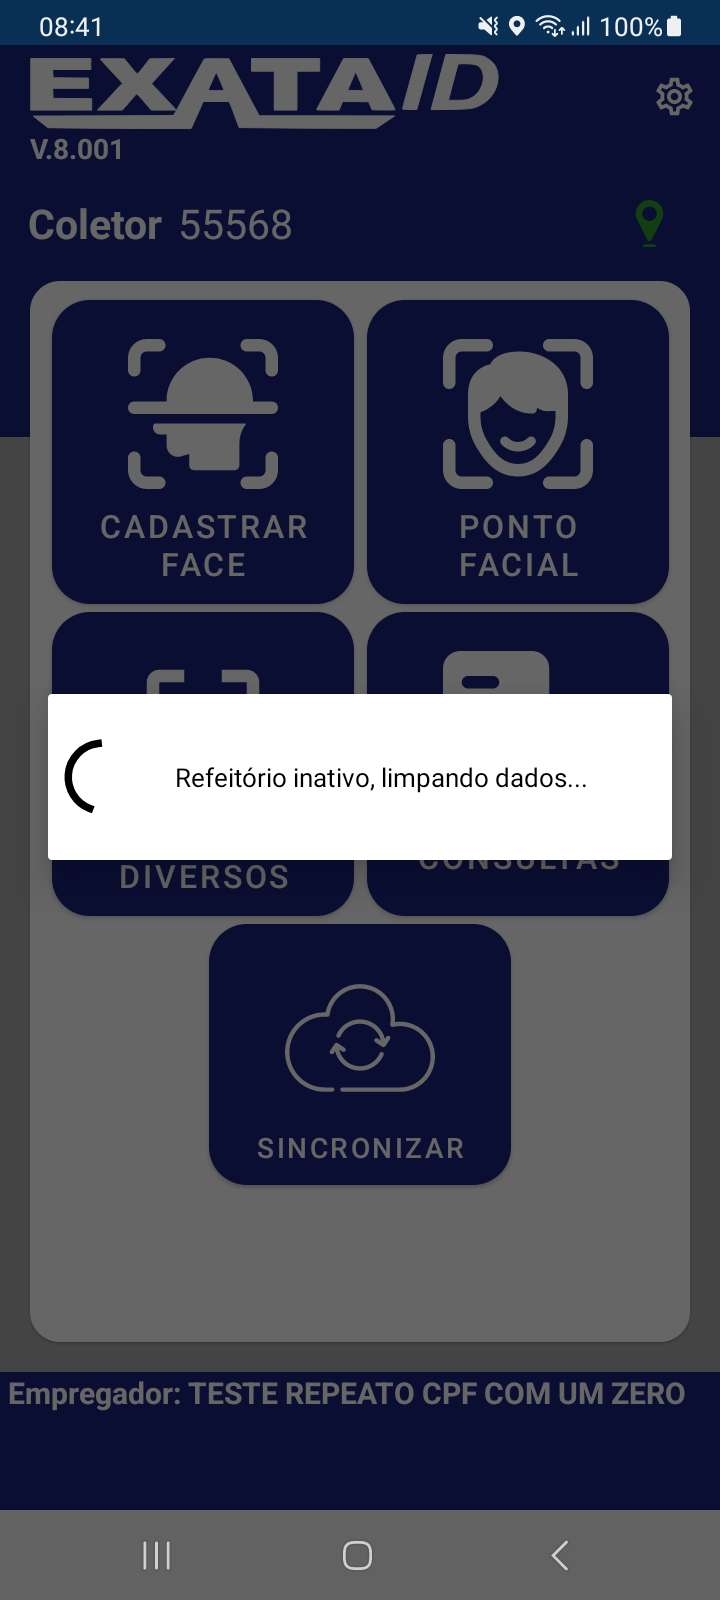 08:41
100%
EXATA ID
V.8.001
Coletor 55568
CADASTRAR
FACE
PONTO
FACIAL
Refeitório inativo, limpando dados...
DIVERSOS
CONSULTAS
SINCRONIZAR
Empregador: TESTE REPEATO CPF COM UM ZERO